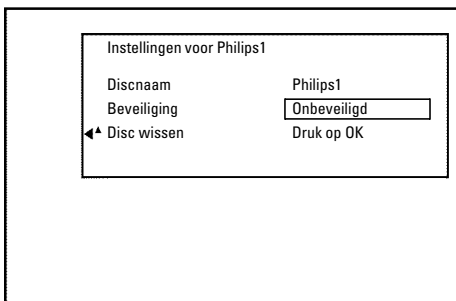 Instellingen voor Philips1
Discnaam Philips1
Beveiliging Onbeveiligd
Disc wissen Druk op OK